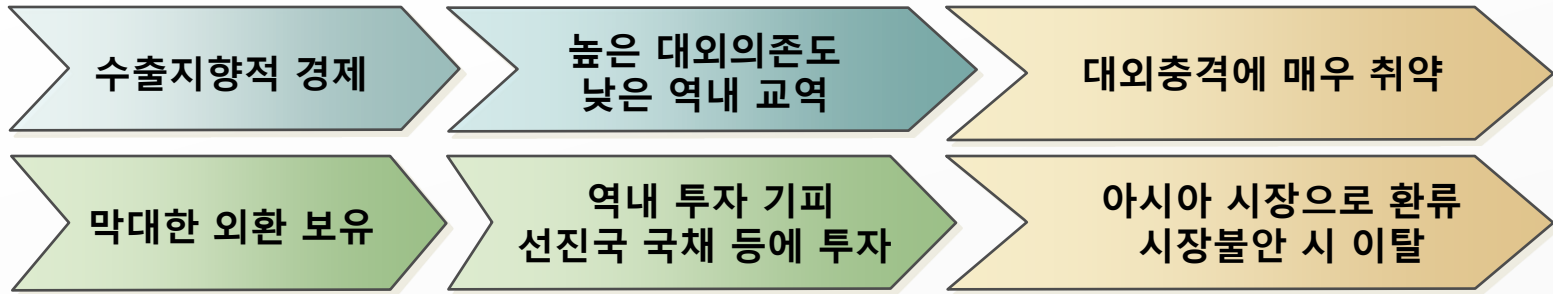 수출지향적 경제
높은 대외의존도
낮은 역내 교역
대외충격에 매우 취약
막대한 외환 보유
역내 투자 기피
선진국 국채 등에 투자
아시아 시장으로 환류
시장불안 시 이탈